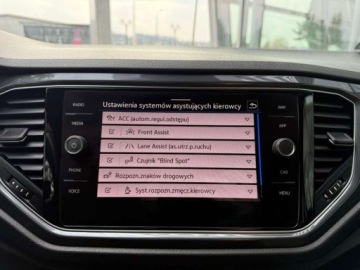 Ustawienia systemów asystujących kierowcy
RADIO
NAV
ACC (autom.regul.odstępu)
MEDIA
APP
Front Assist
Lane Assist (as.utrz.p.ruchu)
Czujnik "Blind Spot"
PHONE
CAR
Rozpozn.znaków drogowych
VOICE
MENU
Syst.rozpozn.zmęcz.kierowcy